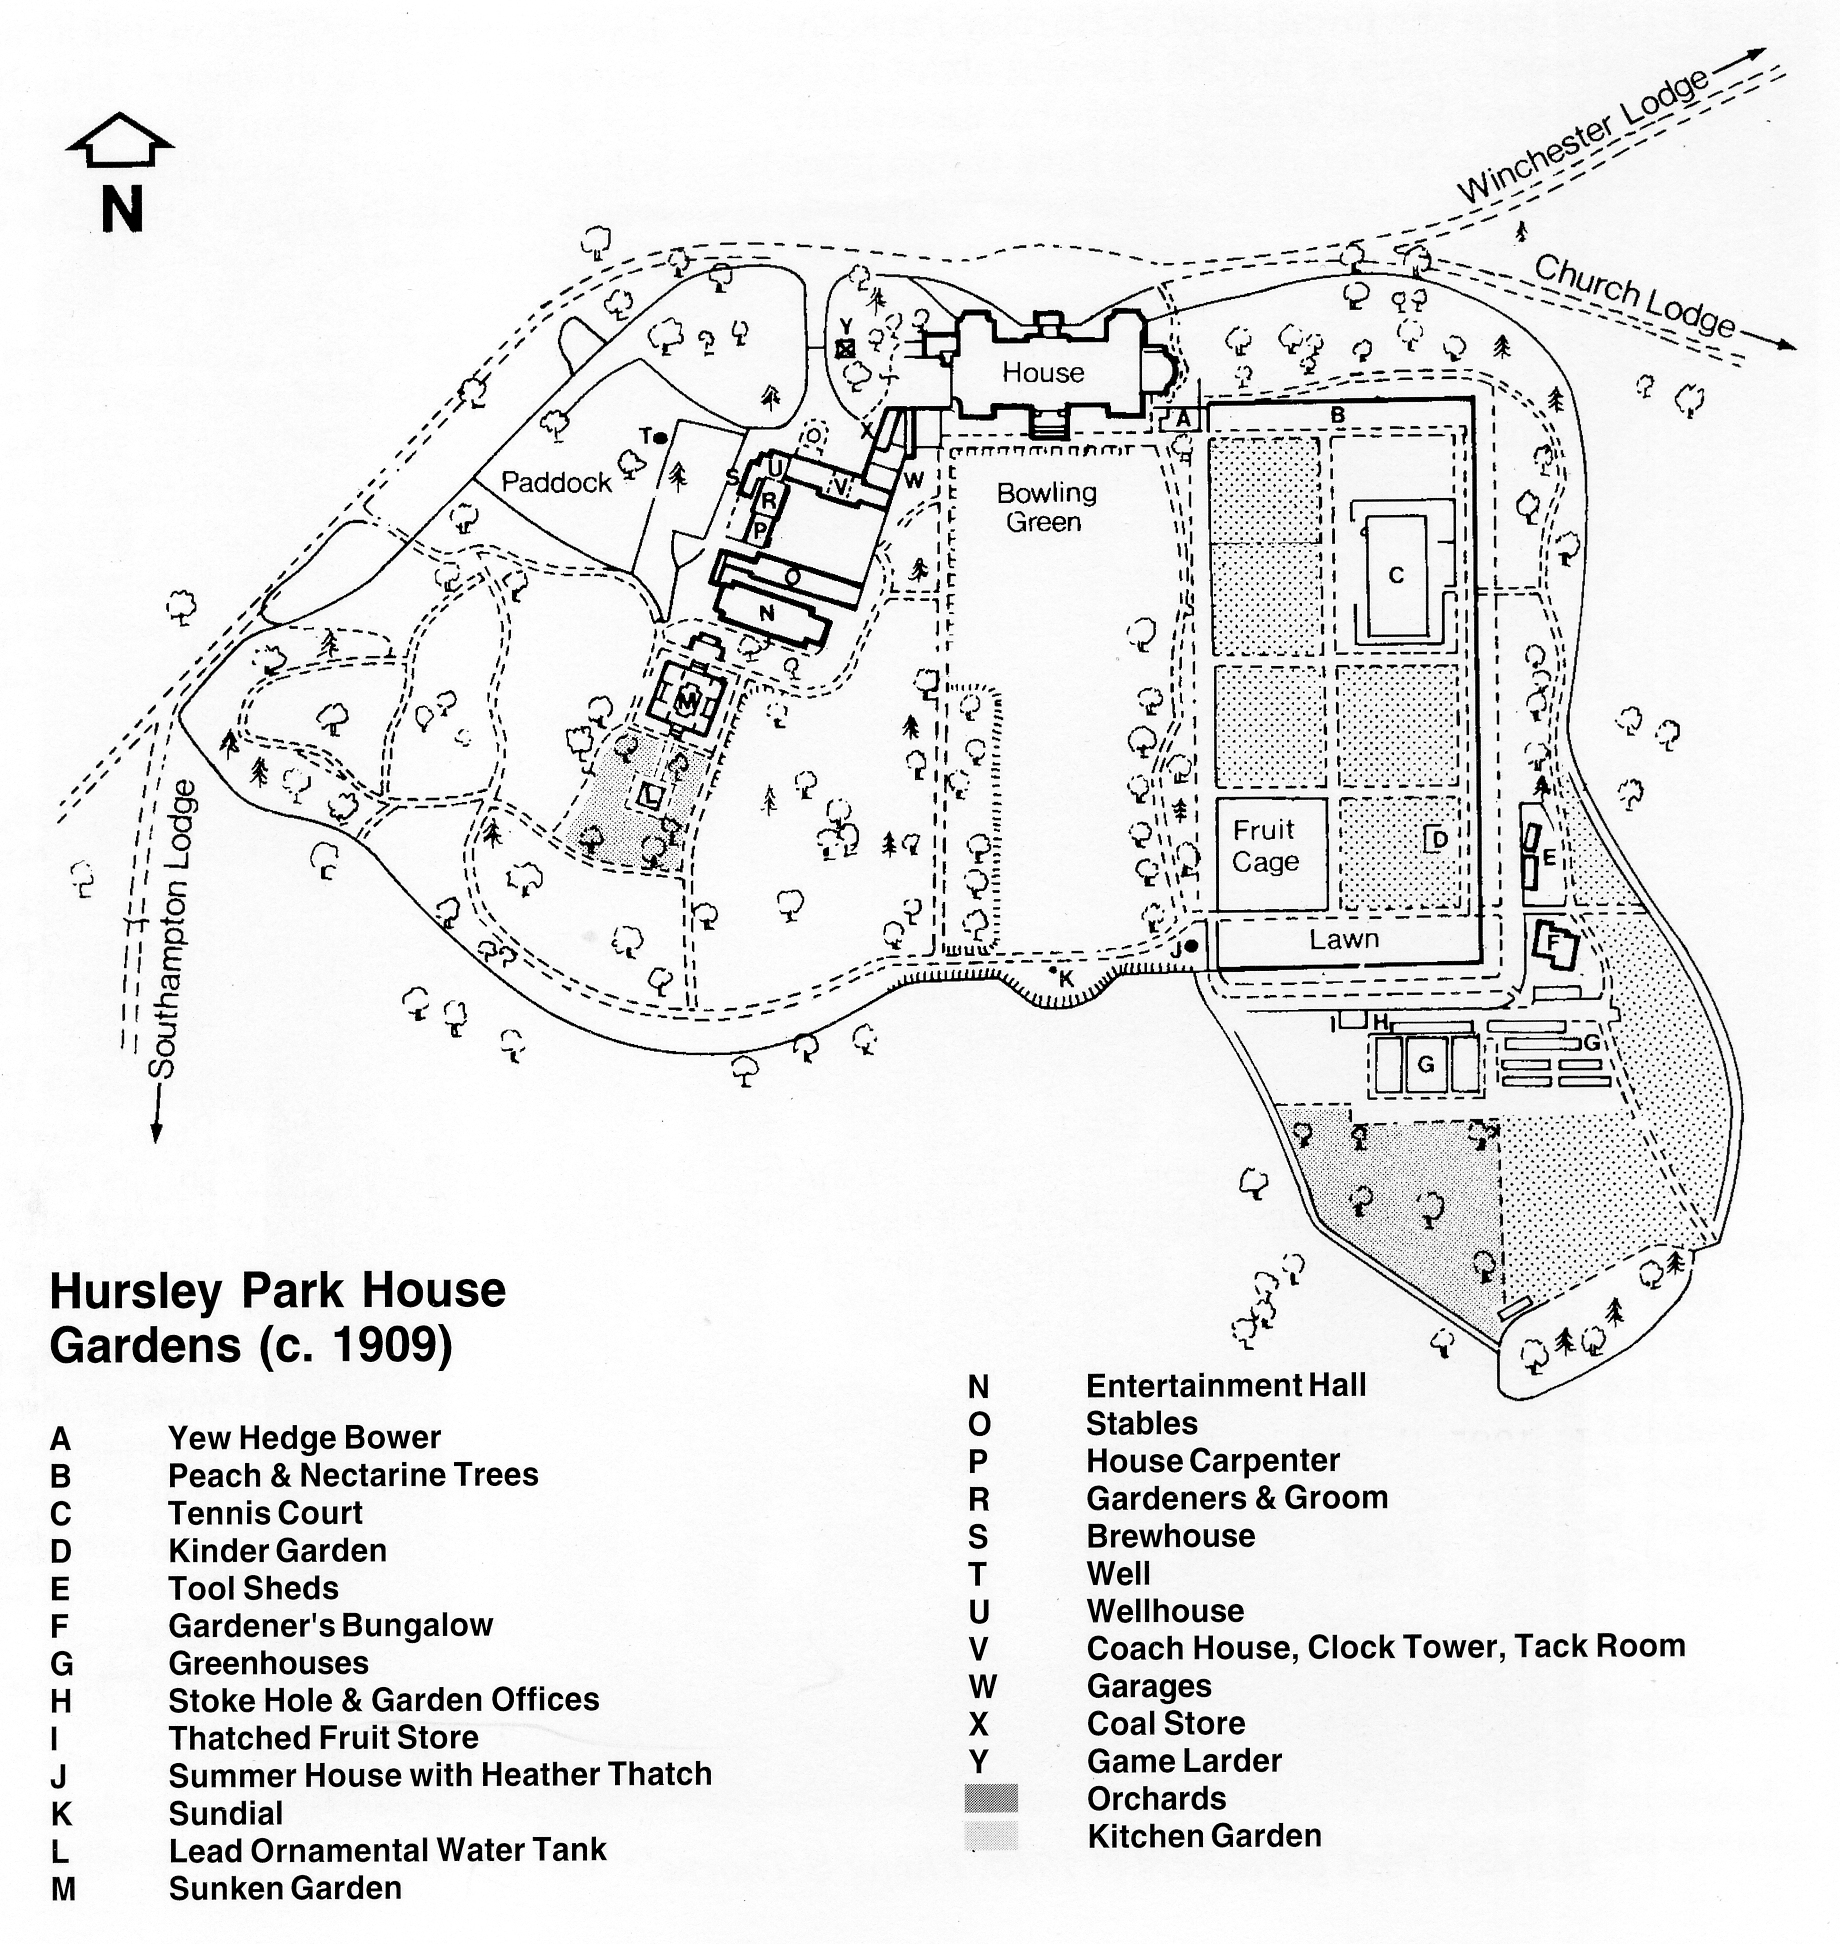 N
Winchester Lodge
Church Lodge
Y
House
A
B
T
X
Paddock
S
U
V
W
R
P
Bowling
Green
C
O
N
M
L
Fruit
Cage
D
E
Southampton Lodge
J
Lawn
F
K
I
H
G
G
Hursley Park House
Gardens (c. 1909)
A Yew Hedge Bower
B Peach & Nectarine Trees
C Tennis Court
D Kinder Garden
E Tool Sheds
F Gardener's Bungalow
G Greenhouses
H Stoke Hole & Garden Offices
I Thatched Fruit Store
J Summer House with Heather Thatch
K Sundial
L Lead Ornamental Water Tank
M Sunken Garden
N Entertainment Hall
O Stables
P House Carpenter
R Gardeners & Groom
S Brewhouse
T Well
U Wellhouse
V Coach House, Clock Tower, Tack Room
W Garages
X Coal Store
Y Game Larder
Orchards
Kitchen Garden